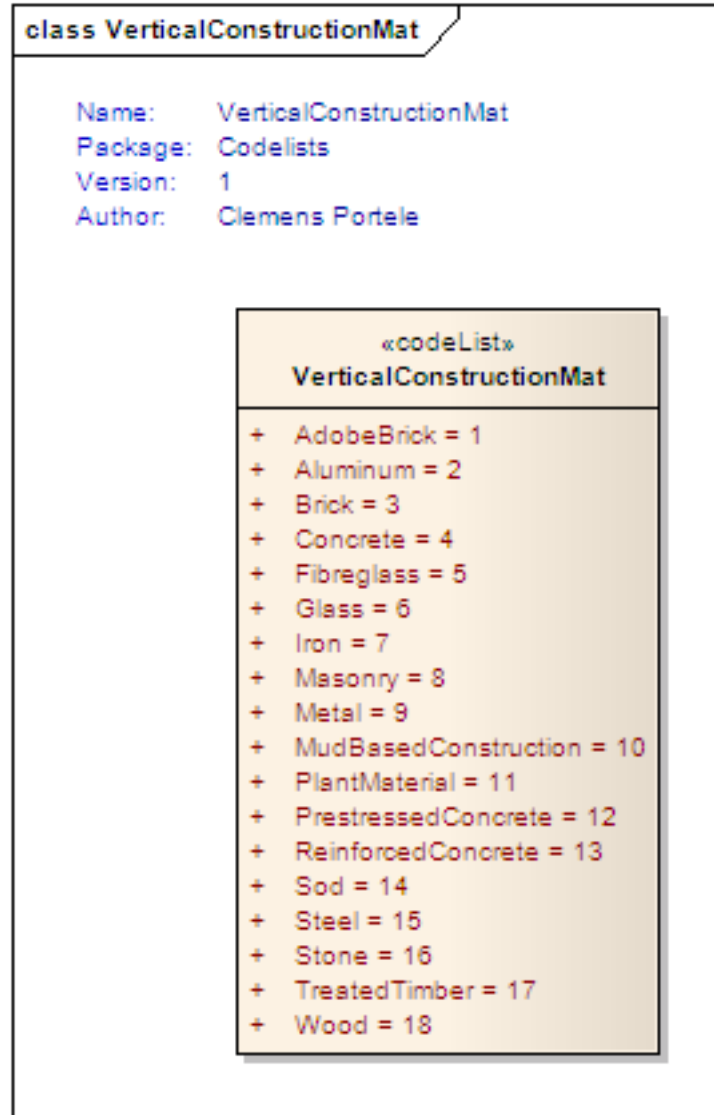 class VerticalConstructionMat
Name: VerticalConstructionMat
Package: Codelists
Version: 1
Author: Clemens Portele
«codeList»
VerticalConstructionMat
+ AdobeBrick = 1
+ Aluminum = 2
+ Brick = 3
+ Concrete = 4
+ Fibreglass = 5
+ Glass = 6
+ Iron = 7
+ Masonry = 8
+ Metal = 9
+ MudBasedConstruction = 10
+ PlantMaterial = 11
+ PrestressedConcrete = 12
+ ReinforcedConcrete = 13
+ Sod = 14
+ Steel = 15
+ Stone = 16
+ TreatedTimber = 17
+ Wood = 18